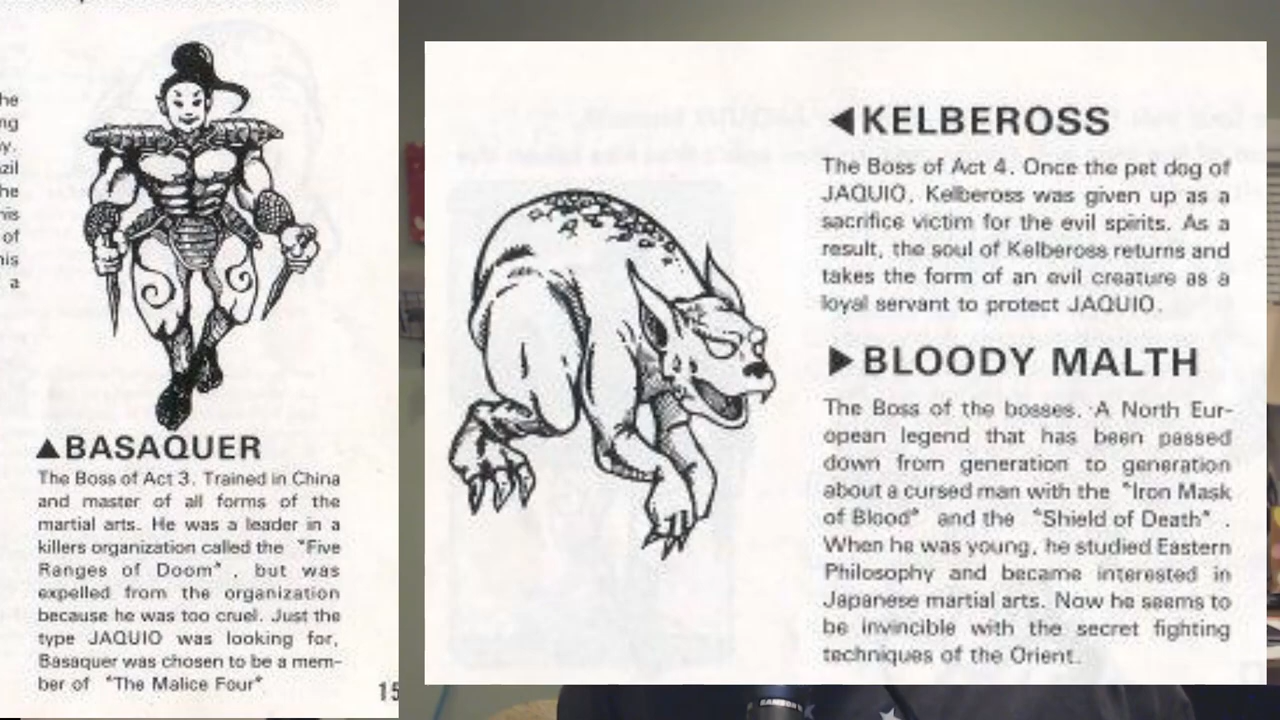 he
ng
y.
azil
he
his
of
his
a
▲BASAQUER
The Boss of Act 3. Trained in China
and master of all forms of the
martial arts. He was a leader in a
killers organization called the "Five
Ranges of Doom", but was
expelled from the organization
because he was too cruel. Just the
type JAQUIO was looking for,
Basaquer was chosen to be a mem-
ber of "The Malice Four"
15
◀KELBEROSS
The Boss of Act 4. Once the pet dog of
JAQUIO, Kelbeross was given up as a
sacrifice victim for the evil spirits. As a
result, the soul of Kelbeross returns and
takes the form of an evil creature as a
loyal servant to protect JAQUIO.
▶BLOODY MALTH
The Boss of the bosses. A North Eur-
opean legend that has been passed
down from generation to generation
about a cursed man with the "Iron Mask
of Blood" and the "Shield of Death" .
When he was young, he studied Eastern
Philosophy and became interested in
Japanese martial arts. Now he seems to
be invincible with the secret fighting
techniques of the Orient.